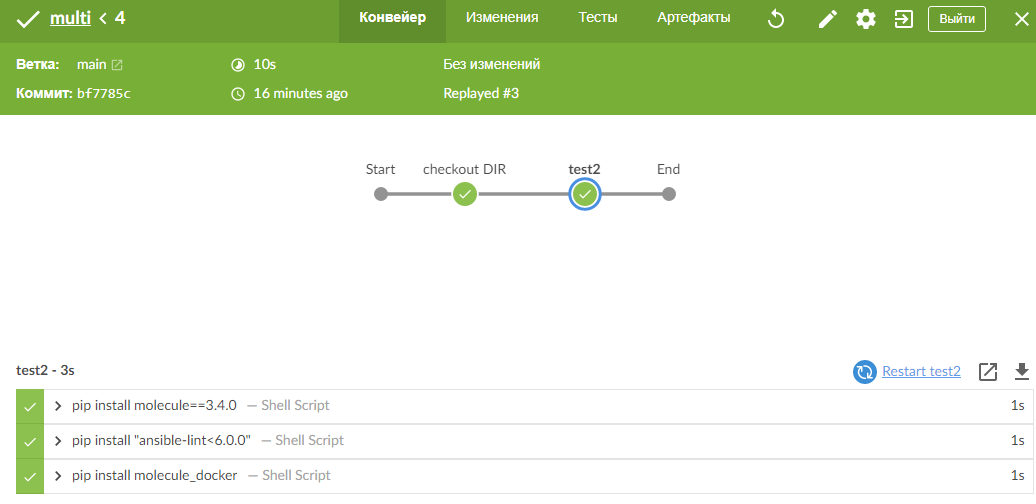 multi < 4 Конвейер Изменения Тесты Артефакты Выйти
Ветка: main 10s Без изменений
Коммит: bf7785c 16 minutes ago Replayed #3
Start checkout DIR test2 End
test2 - 3s Restart test2
pip install molecule==3.4.0 — Shell Script 1s
pip install "ansible-lint<6.0.0" — Shell Script 1s
pip install molecule_docker — Shell Script 1s